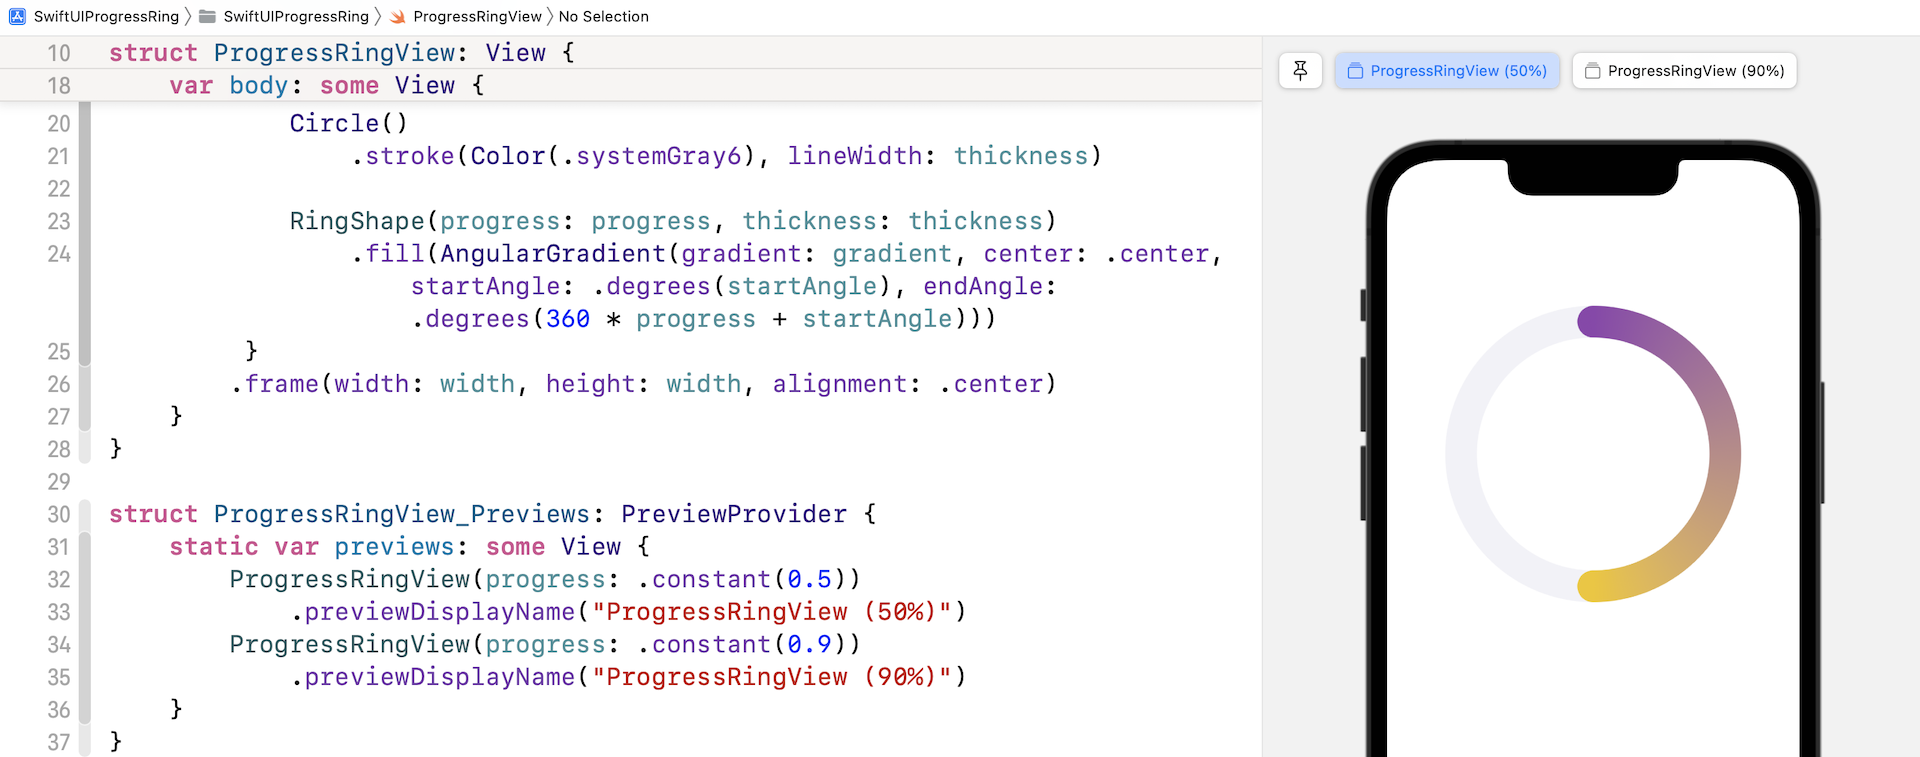 SwiftUIProgressRing 〉 SwiftUIProgressRing 〉 ProgressRingView 〉 No Selection
10 struct ProgressRingView: View {
18 var body: some View {
20 Circle()
21 .stroke(Color(.systemGray6), lineWidth: thickness)
22
23 RingShape(progress: progress, thickness: thickness)
24 .fill(AngularGradient(gradient: gradient, center: .center,
startAngle: .degrees(startAngle), endAngle:
.degrees(360 * progress + startAngle)))
25 }
26 .frame(width: width, height: width, alignment: .center)
27 }
28 }
29
30 struct ProgressRingView_Previews: PreviewProvider {
31 static var previews: some View {
32 ProgressRingView(progress: .constant(0.5))
33 .previewDisplayName("ProgressRingView (50%)")
34 ProgressRingView(progress: .constant(0.9))
35 .previewDisplayName("ProgressRingView (90%)")
36 }
37 }
ProgressRingView (50%)
ProgressRingView (90%)